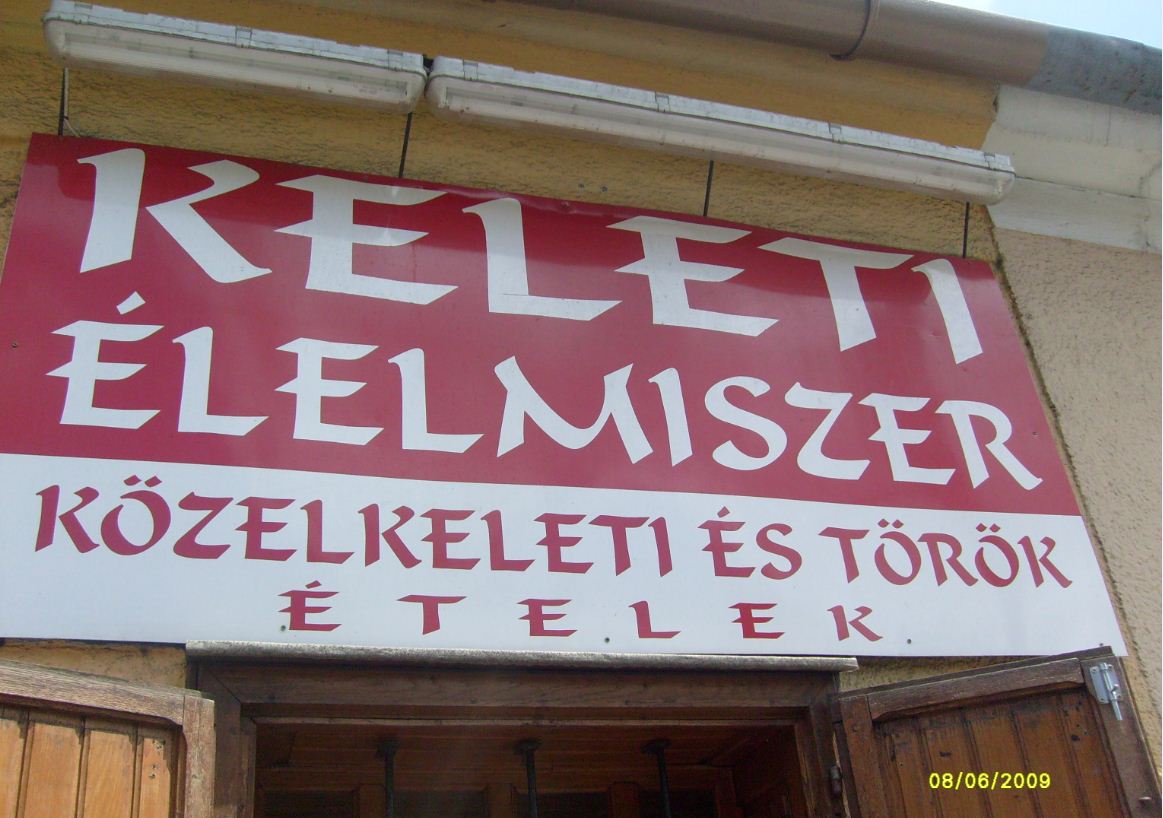 KELETI
ÉLELMISZER
KÖZELKELETI ÉS TÖRÖK
ÉTELEK
08/06/2009